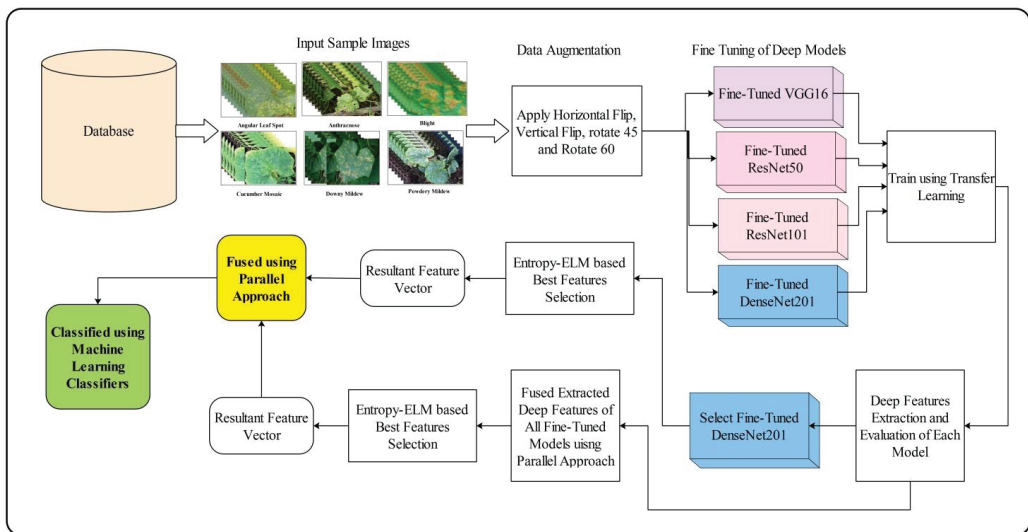 Input Sample Images
Data Augmentation
Fine Tuning of Deep Models
Database
Angular Leaf Spot
Anthracnose
Blight
Cucumber Mosaic
Downy Mildew
Powdery Mildew
Apply Horizontal Flip,
Vertical Flip, rotate 45
and Rotate 60
Fine-Tuned VGG16
Fine-Tuned
ResNet50
Fine-Tuned
ResNet101
Fine-Tuned
DenseNet201
Train using Transfer
Learning
Deep Features
Extraction and
Evaluation of Each
Model
Select Fine-Tuned
DenseNet201
Entropy-ELM based
Best Features
Selection
Resultant Feature
Vector
Fused using
Parallel
Approach
Classified using
Machine
Learning
Classifiers
Fused Extracted
Deep Features of
All Fine-Tuned
Models uisng
Parallel Approach
Entropy-ELM based
Best Features
Selection
Resultant Feature
Vector